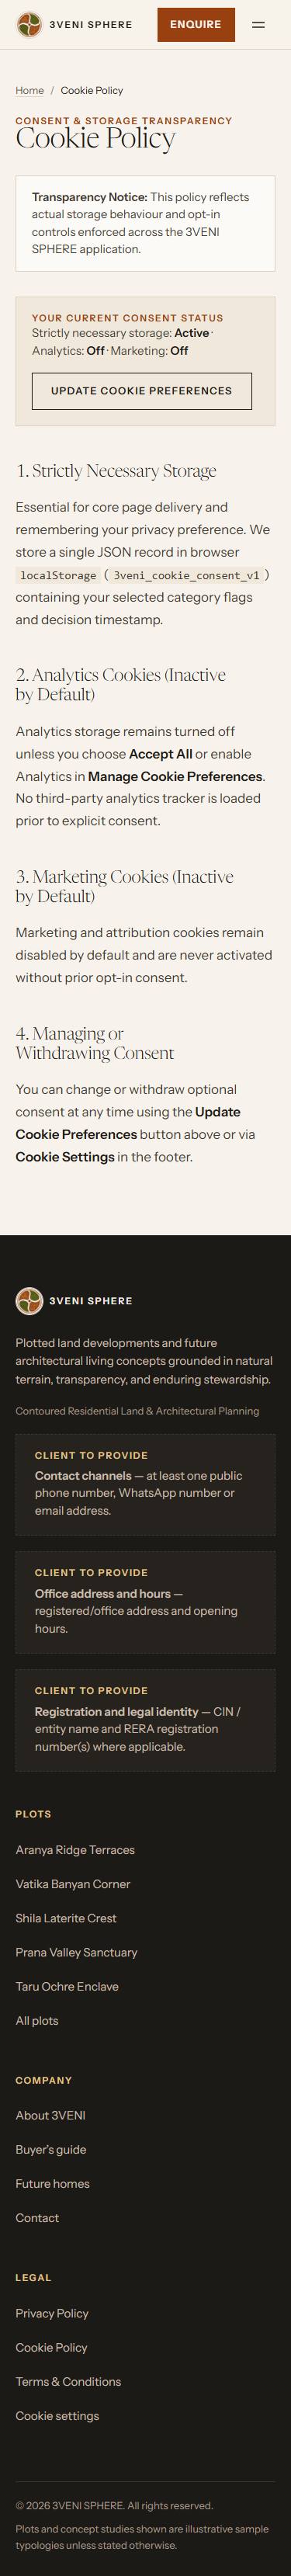 3VENI SPHERE
ENQUIRE
Home / Cookie Policy
CONSENT & STORAGE TRANSPARENCY
Cookie Policy
Transparency Notice: This policy reflects
actual storage behaviour and opt-in
controls enforced across the 3VENI
SPHERE application.
YOUR CURRENT CONSENT STATUS
Strictly necessary storage: Active ·
Analytics: Off · Marketing: Off
UPDATE COOKIE PREFERENCES
1. Strictly Necessary Storage
Essential for core page delivery and
remembering your privacy preference. We
store a single JSON record in browser
localStorage ( 3veni_cookie_consent_v1 )
containing your selected category flags
and decision timestamp.
2. Analytics Cookies (Inactive
by Default)
Analytics storage remains turned off
unless you choose Accept All or enable
Analytics in Manage Cookie Preferences.
No third-party analytics tracker is loaded
prior to explicit consent.
3. Marketing Cookies (Inactive
by Default)
Marketing and attribution cookies remain
disabled by default and are never activated
without prior opt-in consent.
4. Managing or
Withdrawing Consent
You can change or withdraw optional
consent at any time using the Update
Cookie Preferences button above or via
Cookie Settings in the footer.
3VENI SPHERE
Plotted land developments and future
architectural living concepts grounded in natural
terrain, transparency, and enduring stewardship.
Contoured Residential Land & Architectural Planning
CLIENT TO PROVIDE
Contact channels — at least one public
phone number, WhatsApp number or
email address.
CLIENT TO PROVIDE
Office address and hours —
registered/office address and opening
hours.
CLIENT TO PROVIDE
Registration and legal identity — CIN /
entity name and RERA registration
number(s) where applicable.
PLOTS
Aranya Ridge Terraces
Vatika Banyan Corner
Shila Laterite Crest
Prana Valley Sanctuary
Taru Ochre Enclave
All plots
COMPANY
About 3VENI
Buyer's guide
Future homes
Contact
LEGAL
Privacy Policy
Cookie Policy
Terms & Conditions
Cookie settings
© 2026 3VENI SPHERE. All rights reserved.
Plots and concept studies shown are illustrative sample
typologies unless stated otherwise.